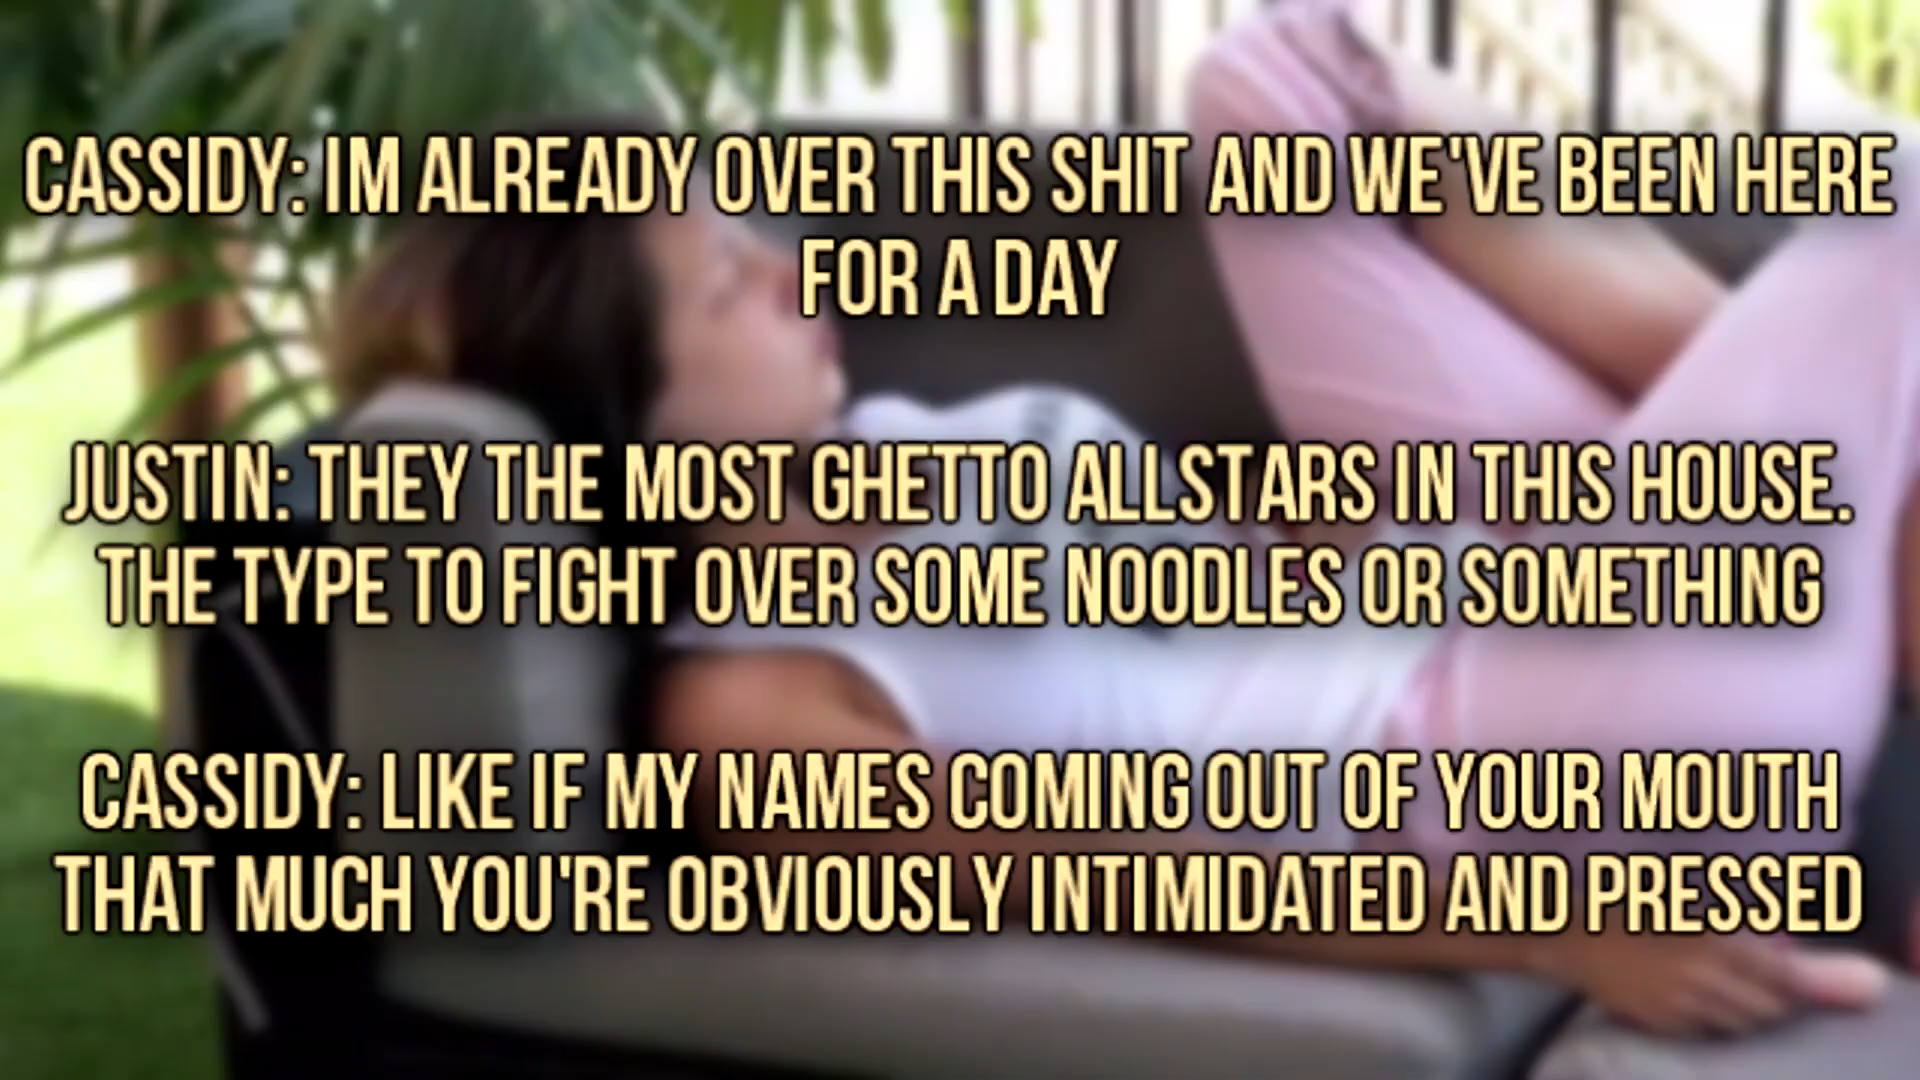 CASSIDY: IM ALREADY OVER THIS SHIT AND WE'VE BEEN HERE
FOR A DAY
JUSTIN: THEY THE MOST GHETTO ALLSTARS IN THIS HOUSE.
THE TYPE TO FIGHT OVER SOME NOODLES OR SOMETHING
CASSIDY: LIKE IF MY NAMES COMING OUT OF YOUR MOUTH
THAT MUCH YOU'RE OBVIOUSLY INTIMIDATED AND PRESSED